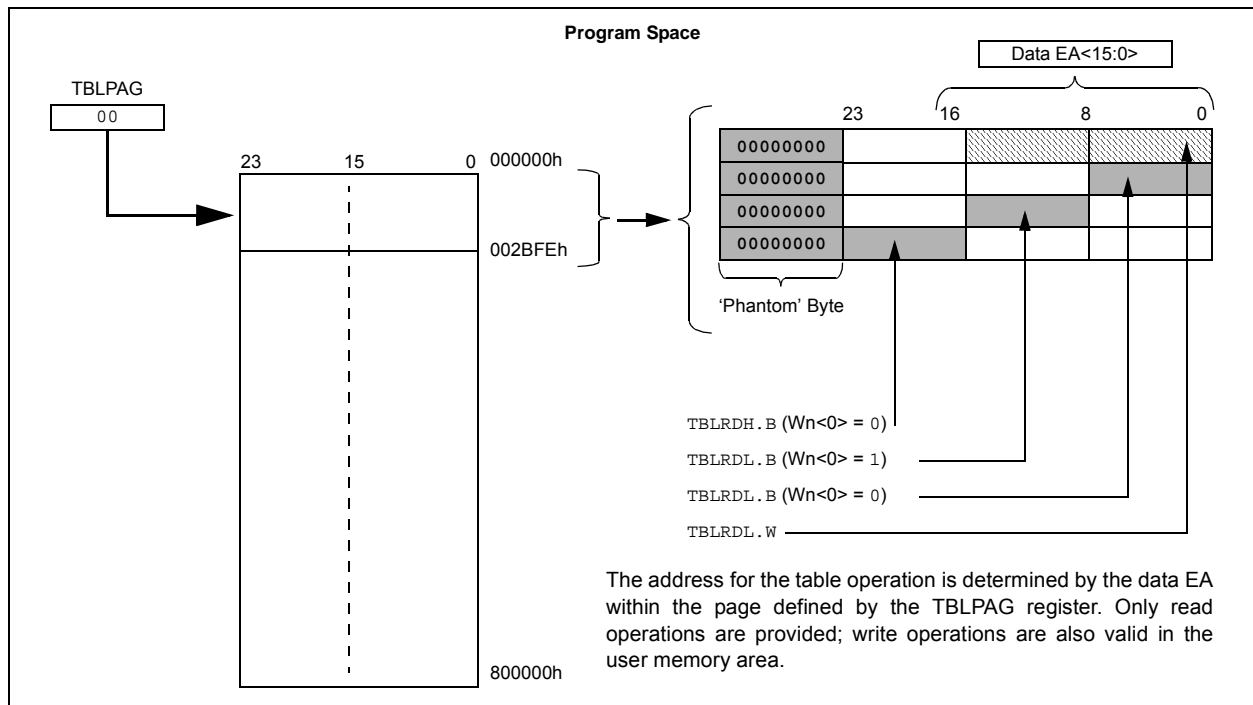 Program Space
Data EA<15:0>
TBLPAG
00
23 16 8 0
23 15 0
000000h
002BFEh
800000h
00000000
00000000
00000000
00000000
‘Phantom’ Byte
TBLRDH.B (Wn<0> = 0)
TBLRDL.B (Wn<0> = 1)
TBLRDL.B (Wn<0> = 0)
TBLRDL.W
The address for the table operation is determined by the data EA
within the page defined by the TBLPAG register. Only read
operations are provided; write operations are also valid in the
user memory area.